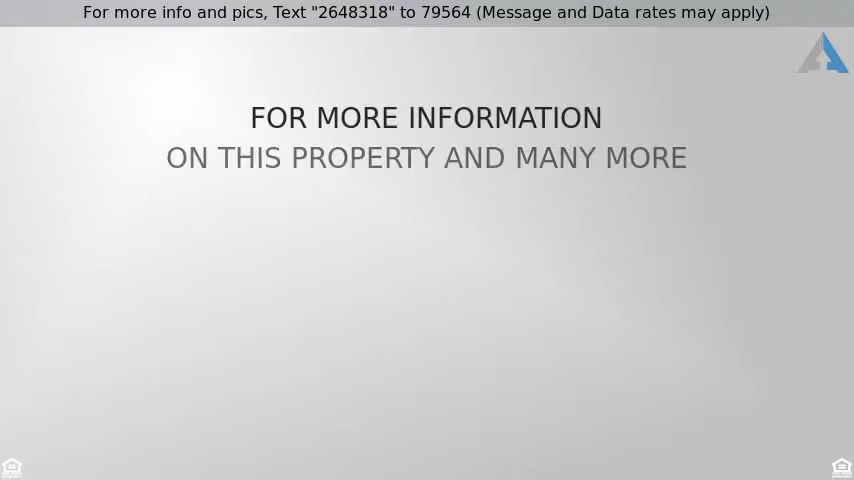 For more info and pics, Text "2648318" to 79564 (Message and Data rates may apply)
FOR MORE INFORMATION
ON THIS PROPERTY AND MANY MORE